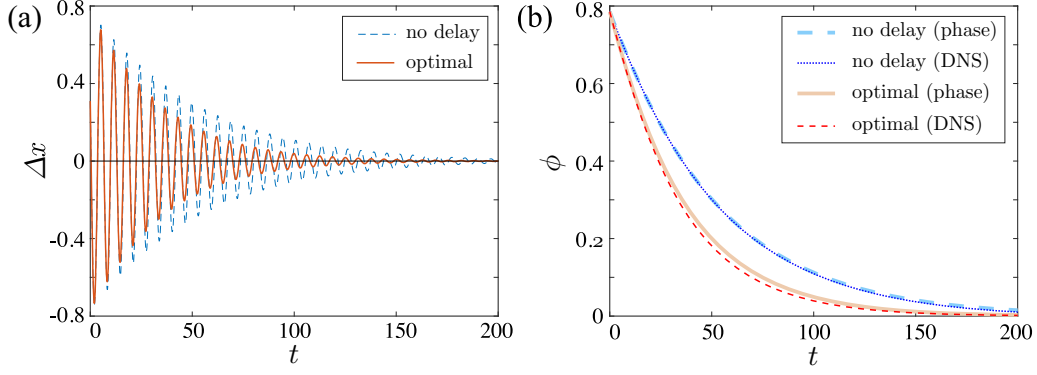 (a)
no delay
optimal
0.8
0.4
0
-0.4
-0.8
Δx
0
50
100
150
200
t
(b)
no delay (phase)
no delay (DNS)
optimal (phase)
optimal (DNS)
0.8
0.6
0.4
0.2
0
ϕ
0
50
100
150
200
t